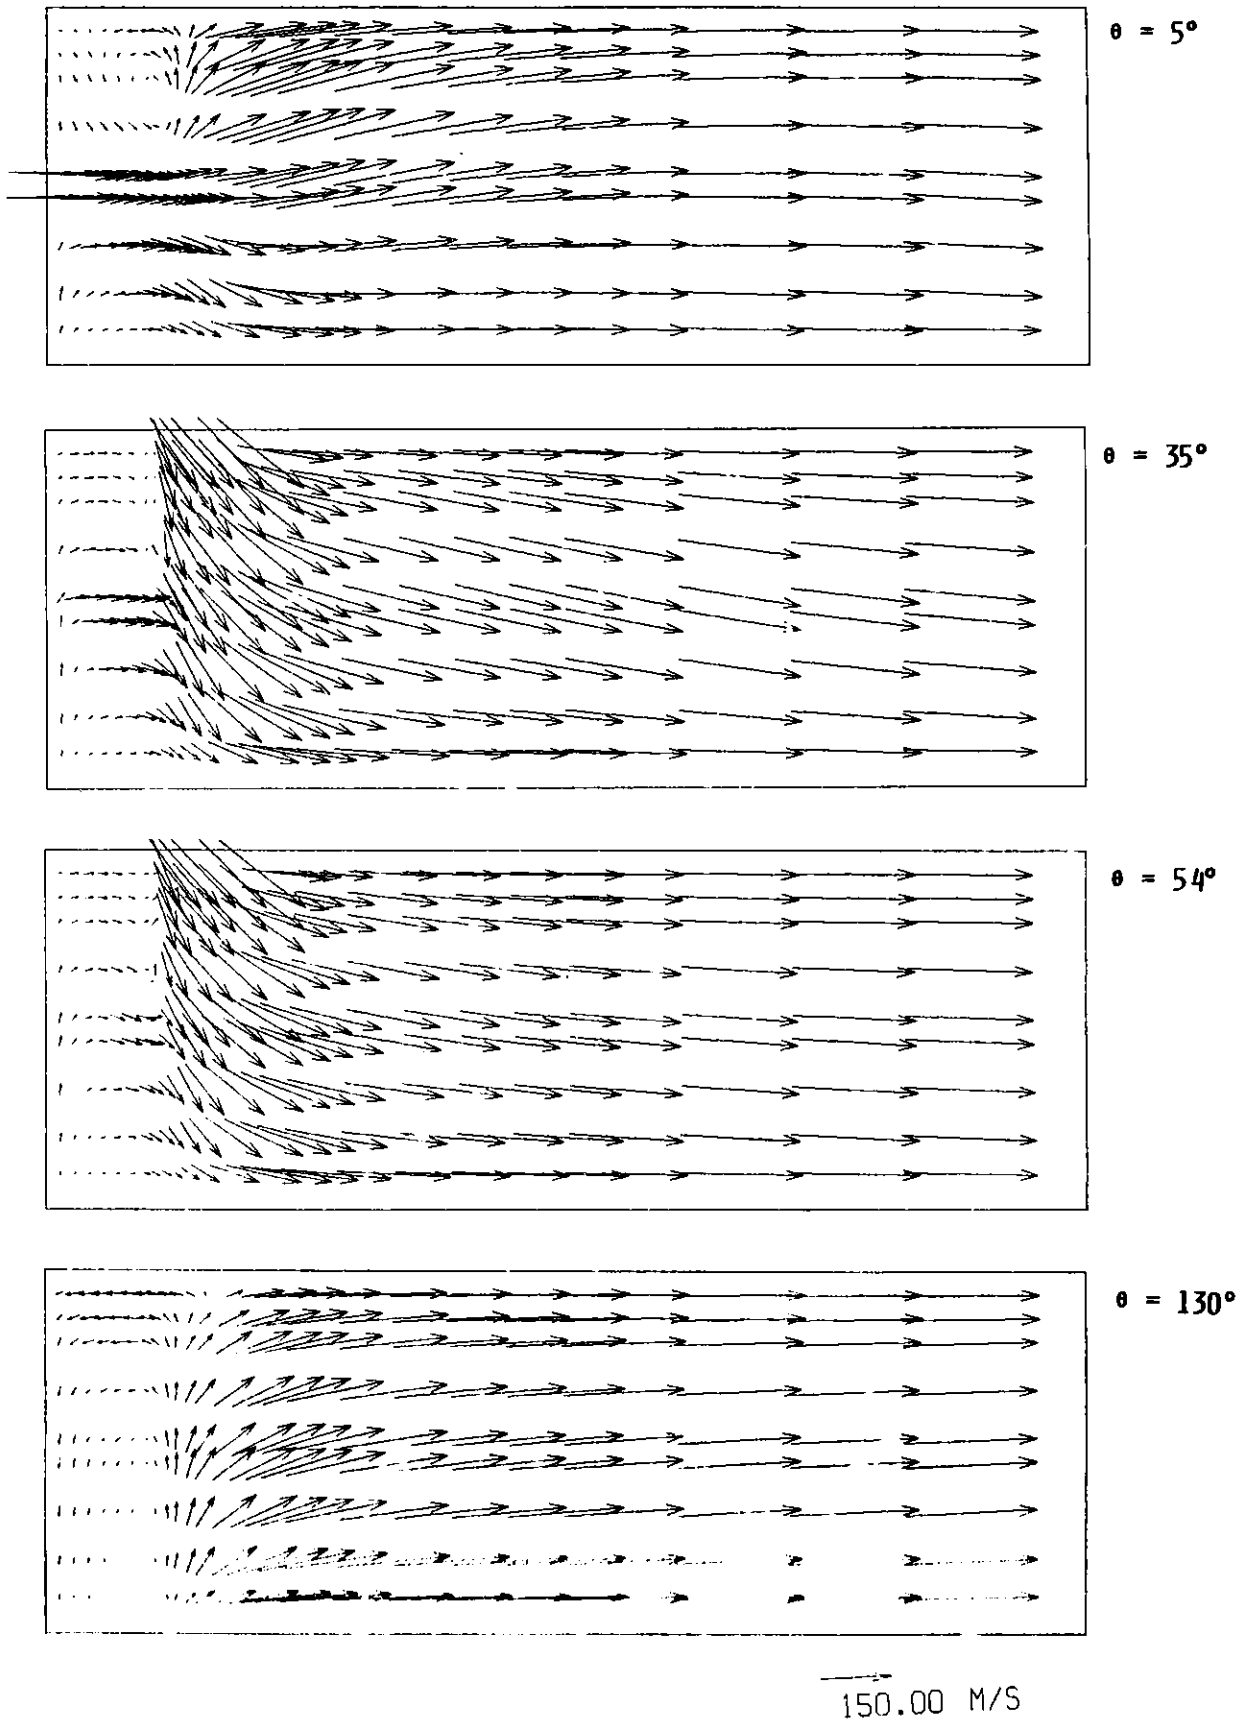 θ = 5°
θ = 35°
θ = 54°
θ = 130°
150.00 M/S